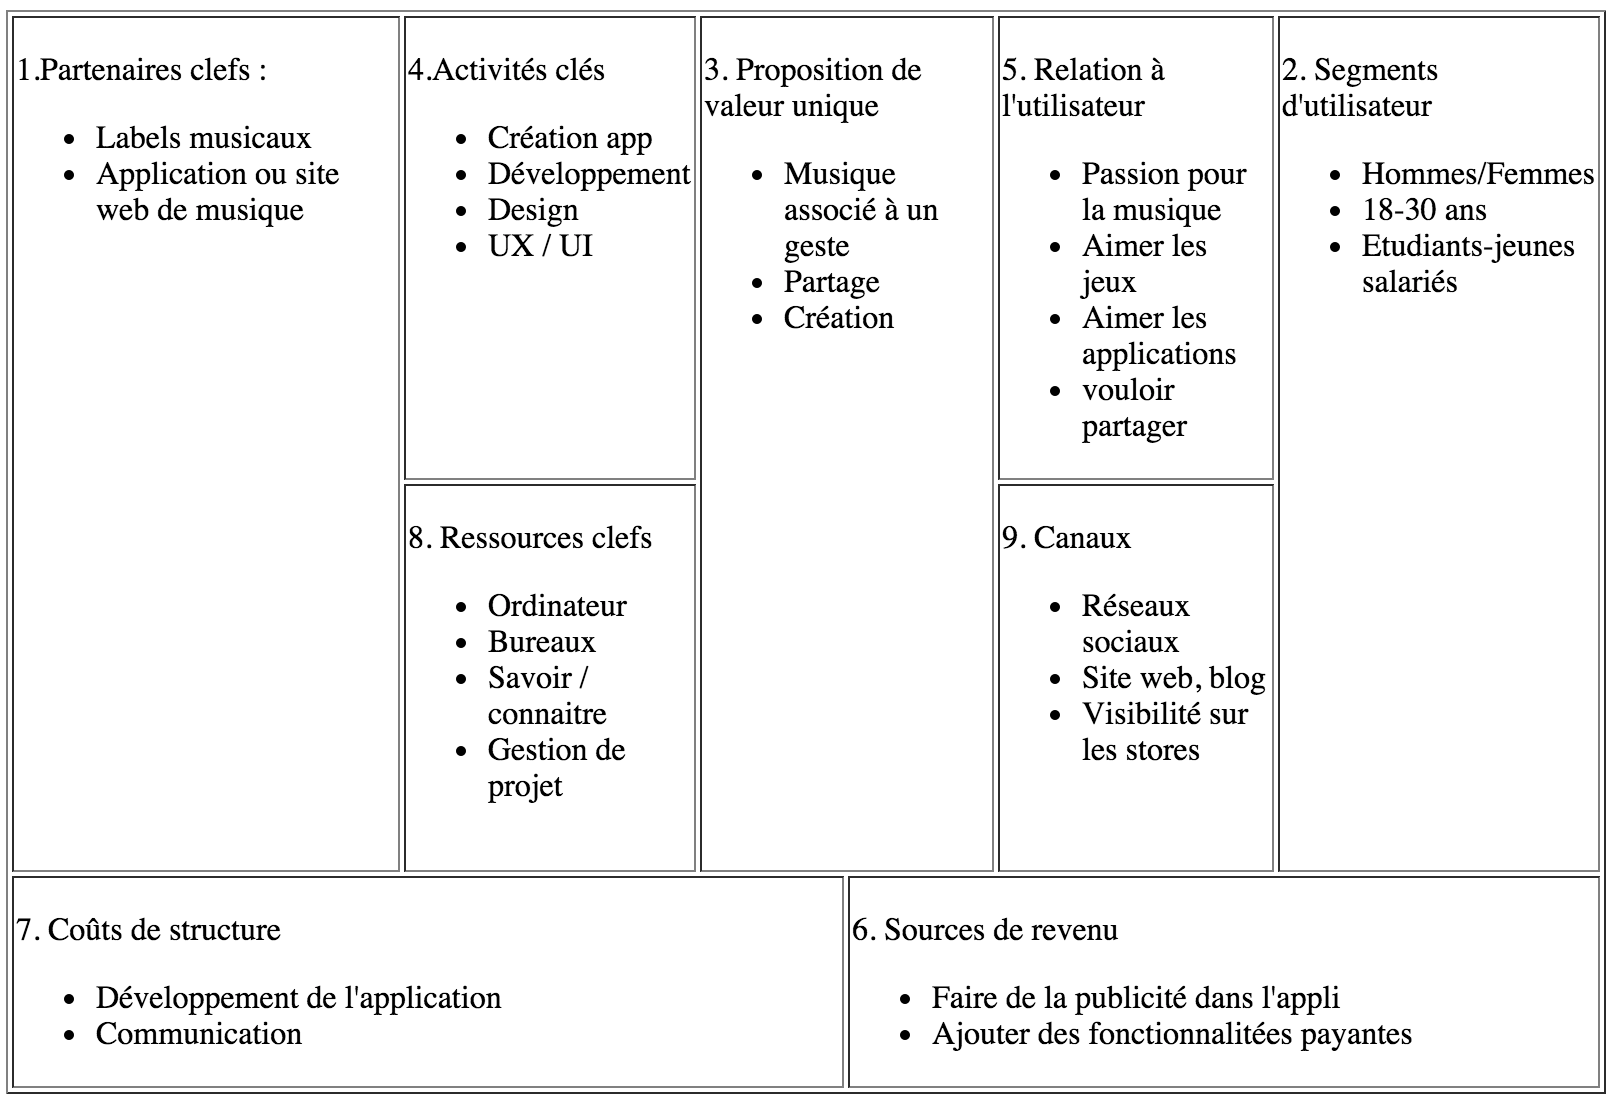 1.Partenaires clefs :
Labels musicaux
Application ou site
web de musique
4.Activités clés
Création app
Développement
Design
UX / UI
8. Ressources clefs
Ordinateur
Bureaux
Savoir /
connaitre
Gestion de
projet
3. Proposition de
valeur unique
Musique
associé à un
geste
Partage
Création
5. Relation à
l'utilisateur
Passion pour
la musique
Aimer les
jeux
Aimer les
applications
vouloir
partager
9. Canaux
Réseaux
sociaux
Site web, blog
Visibilité sur
les stores
2. Segments
d'utilisateur
Hommes/Femmes
18-30 ans
Etudiants-jeunes
salariés
7. Coûts de structure
Développement de l'application
Communication
6. Sources de revenu
Faire de la publicité dans l'appli
Ajouter des fonctionnalitées payantes